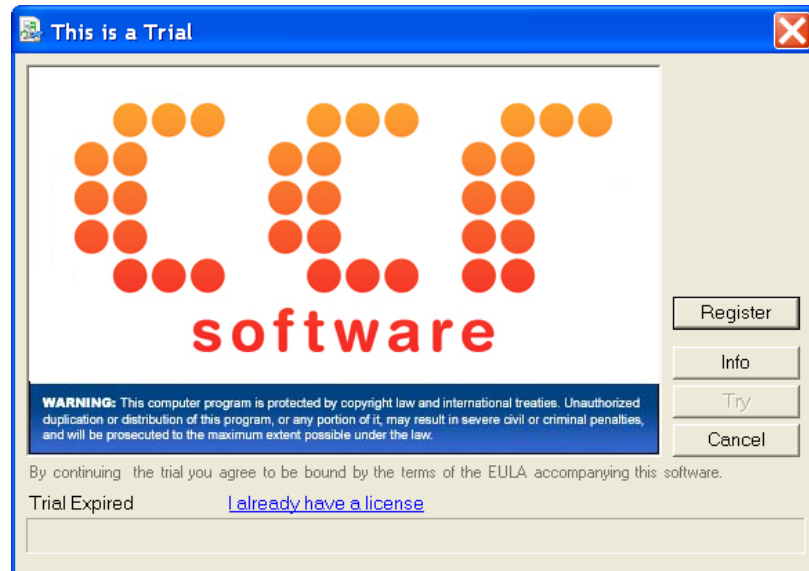 This is a Trial
ccr
software
WARNING: This computer program is protected by copyright law and international treaties. Unauthorized
duplication or distribution of this program, or any portion of it, may result in severe civil or criminal penalties,
and will be prosecuted to the maximum extent possible under the law.
Register
Info
Try
Cancel
By continuing the trial you agree to be bound by the terms of the EULA accompanying this software.
Trial Expired I already have a license